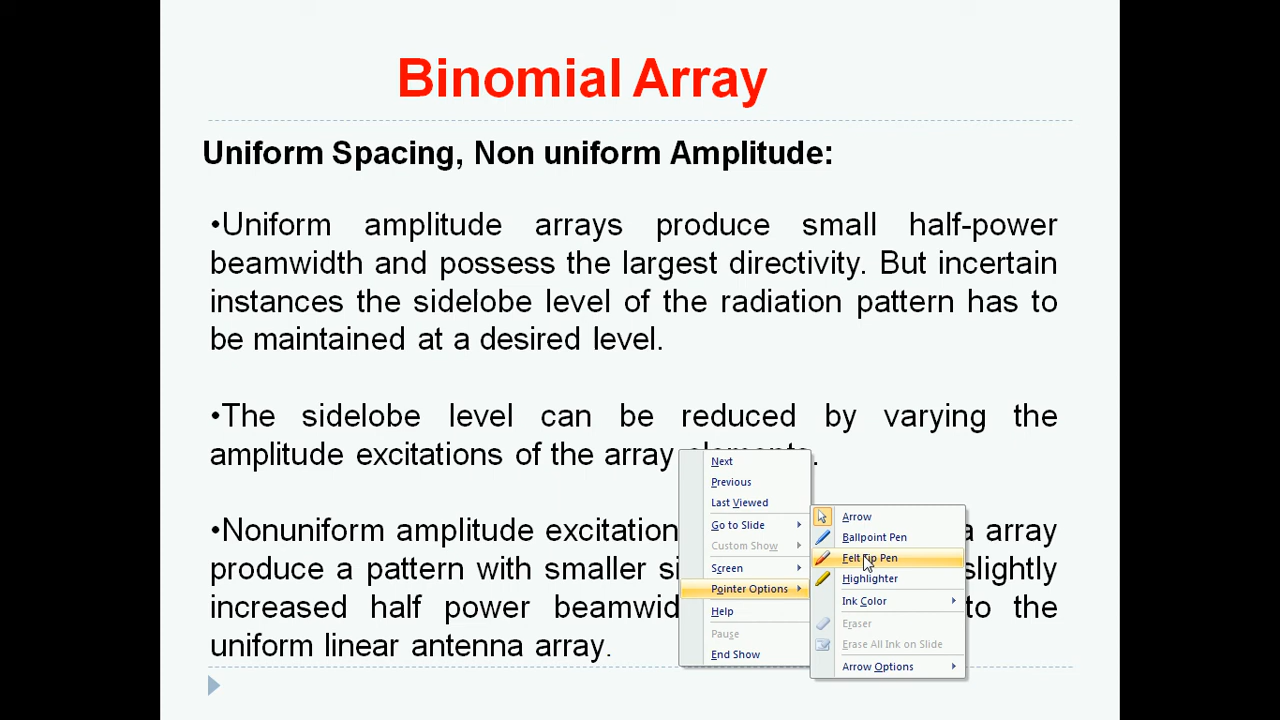 Binomial Array
Uniform Spacing, Non uniform Amplitude:
•Uniform amplitude arrays produce small half-power
beamwidth and possess the largest directivity. But incertain
instances the sidelobe level of the radiation pattern has to
be maintained at a desired level.
•The sidelobe level can be reduced by varying the
amplitude excitations of the array elements.
•Nonuniform amplitude excitation a array
produce a pattern with smaller si slightly
increased half power beamwid to the
uniform linear antenna array.
Next
Previous
Last Viewed
Go to Slide
Custom Show
Screen
Pointer Options
Help
Pause
End Show
Arrow
Ballpoint Pen
Felt Tip Pen
Highlighter
Ink Color
Eraser
Erase All Ink on Slide
Arrow Options